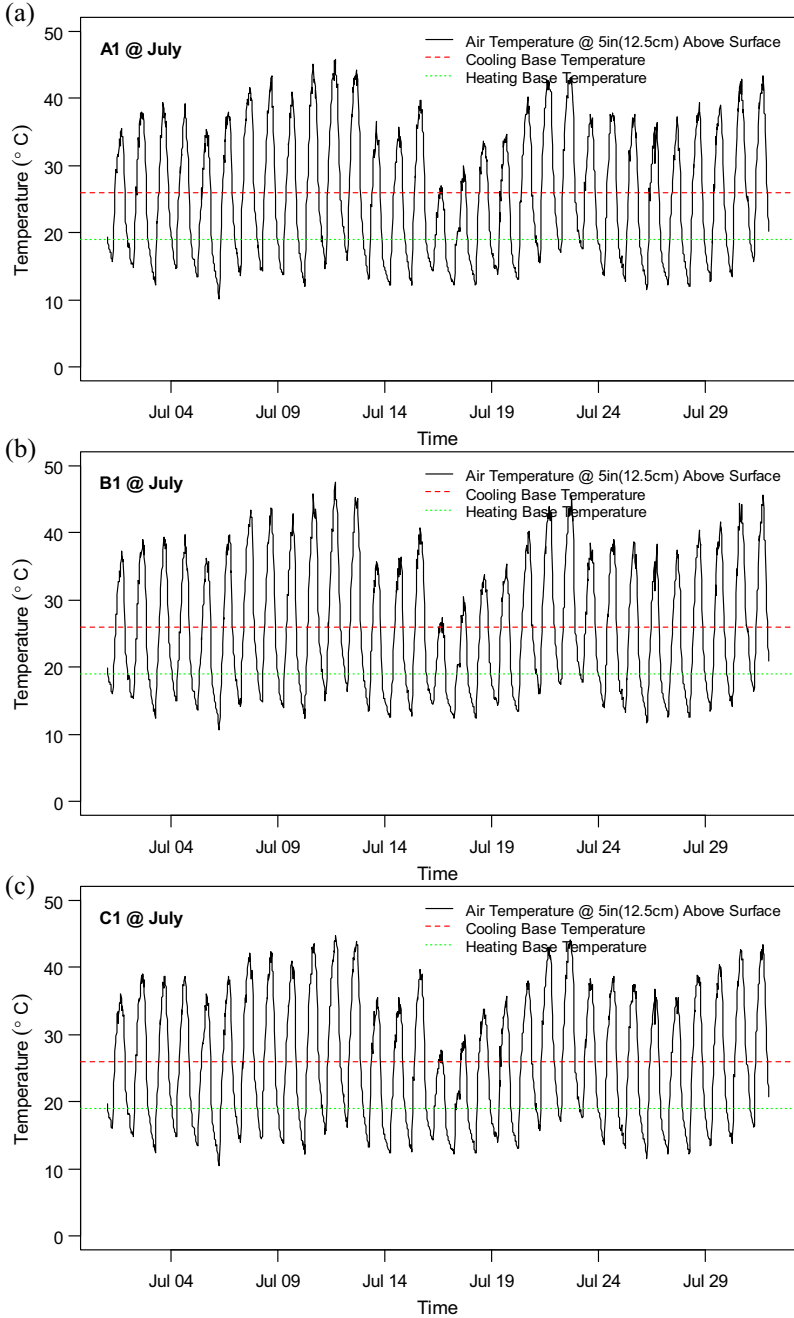 (a)
A1 @ July
Air Temperature @ 5in(12.5cm) Above Surface
Cooling Base Temperature
Heating Base Temperature
50
40
30
20
10
0
Temperature (° C)
Jul 04 Jul 09 Jul 14 Jul 19 Jul 24 Jul 29
Time
(b)
B1 @ July
Air Temperature @ 5in(12.5cm) Above Surface
Cooling Base Temperature
Heating Base Temperature
50
40
30
20
10
0
Temperature (° C)
Jul 04 Jul 09 Jul 14 Jul 19 Jul 24 Jul 29
Time
(c)
C1 @ July
Air Temperature @ 5in(12.5cm) Above Surface
Cooling Base Temperature
Heating Base Temperature
50
40
30
20
10
0
Temperature (° C)
Jul 04 Jul 09 Jul 14 Jul 19 Jul 24 Jul 29
Time